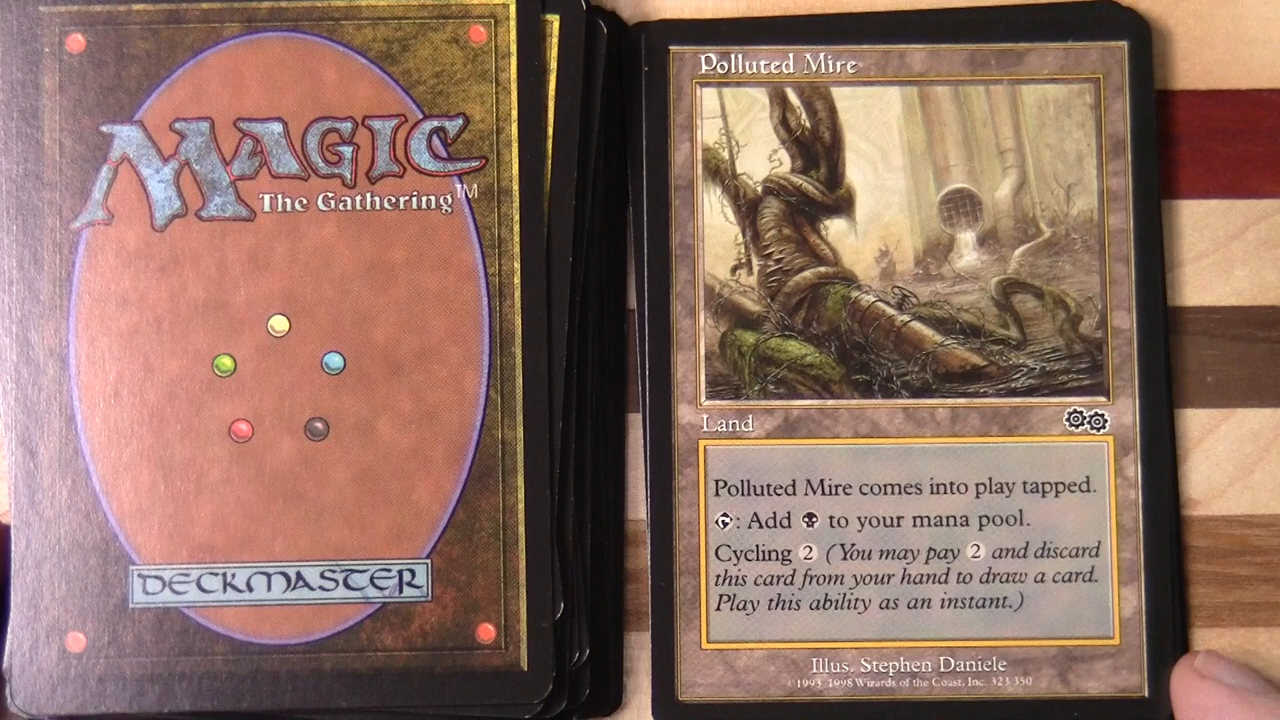 MAGIC
The Gathering™
DECKMASTER
Polluted Mire
Land
Polluted Mire comes into play tapped.
: Add to your mana pool.
Cycling 2 (You may pay 2 and discard
this card from your hand to draw a card.
Play this ability as an instant.)
Illus. Stephen Daniele
©1993-1998 Wizards of the Coast, Inc. 323/350